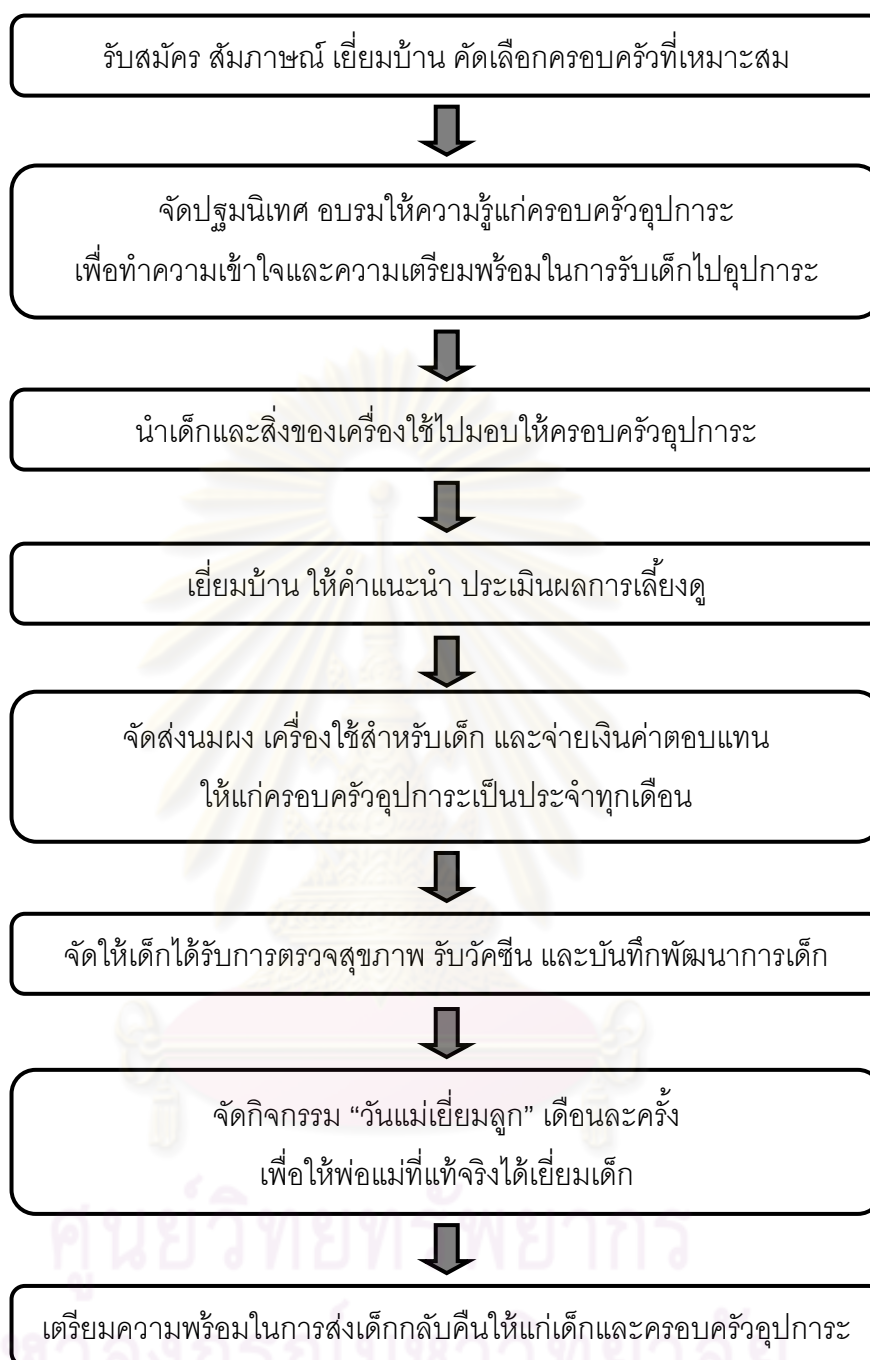 รับสมัคร สัมภาษณ์ เยี่ยมบ้าน คัดเลือกครอบครัวที่เหมาะสม
จัดปฐมนิเทศ อบรมให้ความรู้แก่ครอบครัวอุปการะ
เพื่อทำความเข้าใจและความเตรียมพร้อมในการรับเด็กไปอุปการะ
นำเด็กและสิ่งของเครื่องใช้ไปมอบให้ครอบครัวอุปการะ
เยี่ยมบ้าน ให้คำแนะนำ ประเมินผลการเลี้ยงดู
จัดส่งนมผง เครื่องใช้สำหรับเด็ก และจ่ายเงินค่าตอบแทน
ให้แก่ครอบครัวอุปการะเป็นประจำทุกเดือน
จัดให้เด็กได้รับการตรวจสุขภาพ รับวัคซีน และบันทึกพัฒนาการเด็ก
จัดกิจกรรม “วันแม่เยี่ยมลูก” เดือนละครั้ง
เพื่อให้พ่อแม่ที่แท้จริงได้เยี่ยมเด็ก
ศูนย์วิทยทรัพยากร
เตรียมความพร้อมในการส่งเด็กกลับคืนให้แก่เด็กและครอบครัวอุปการะ